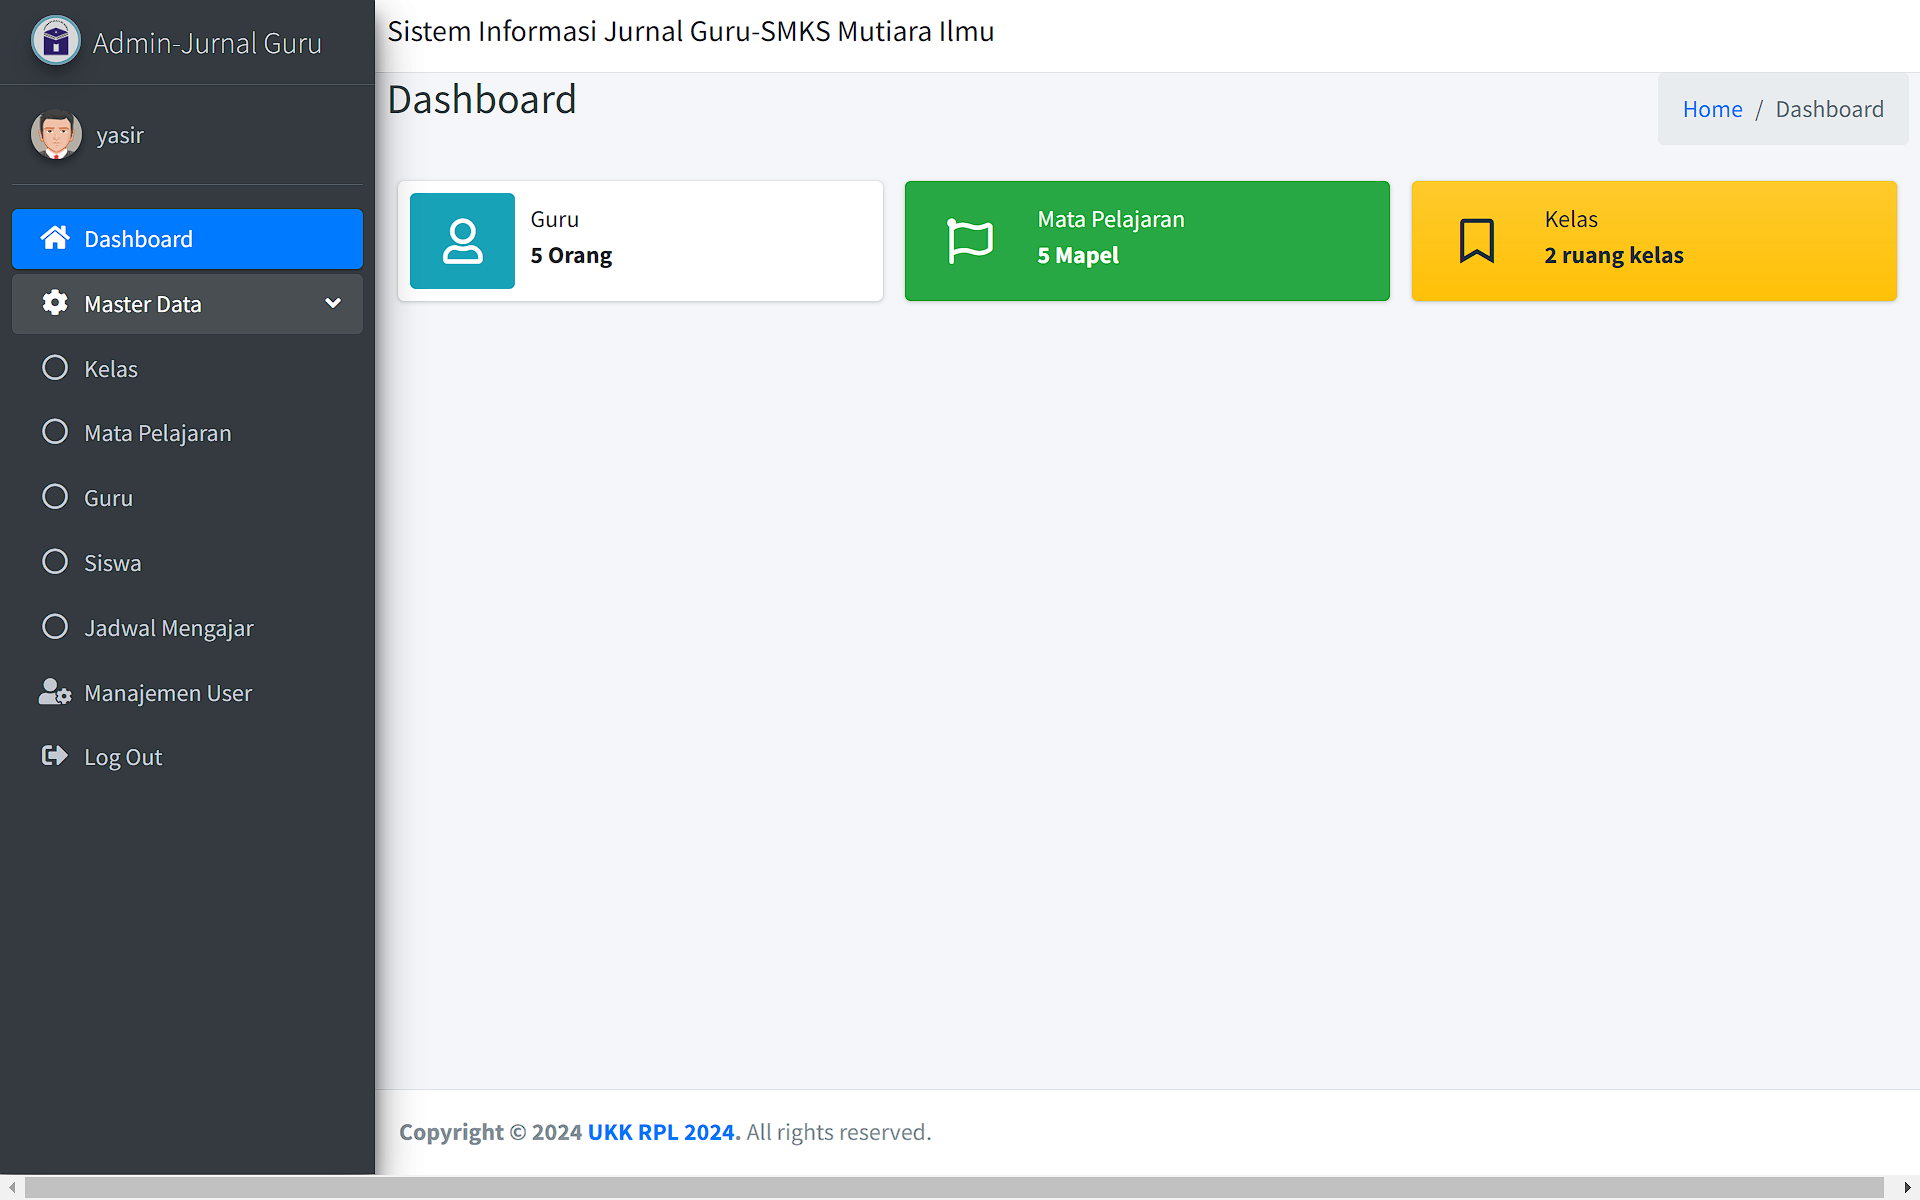 Admin-Jurnal Guru
yasir
Dashboard
Master Data
Kelas
Mata Pelajaran
Guru
Siswa
Jadwal Mengajar
Manajemen User
Log Out
Sistem Informasi Jurnal Guru-SMKS Mutiara Ilmu
Dashboard
Home / Dashboard
Guru
5 Orang
Mata Pelajaran
5 Mapel
Kelas
2 ruang kelas
Copyright © 2024 UKK RPL 2024. All rights reserved.